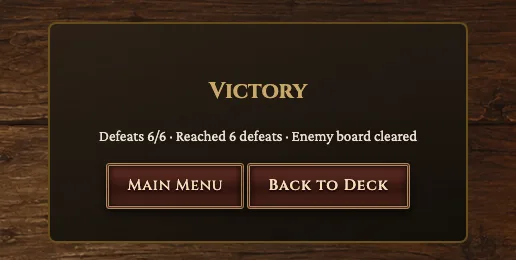 Victory
Defeats 6/6 · Reached 6 defeats · Enemy board cleared
Main Menu
Back to Deck